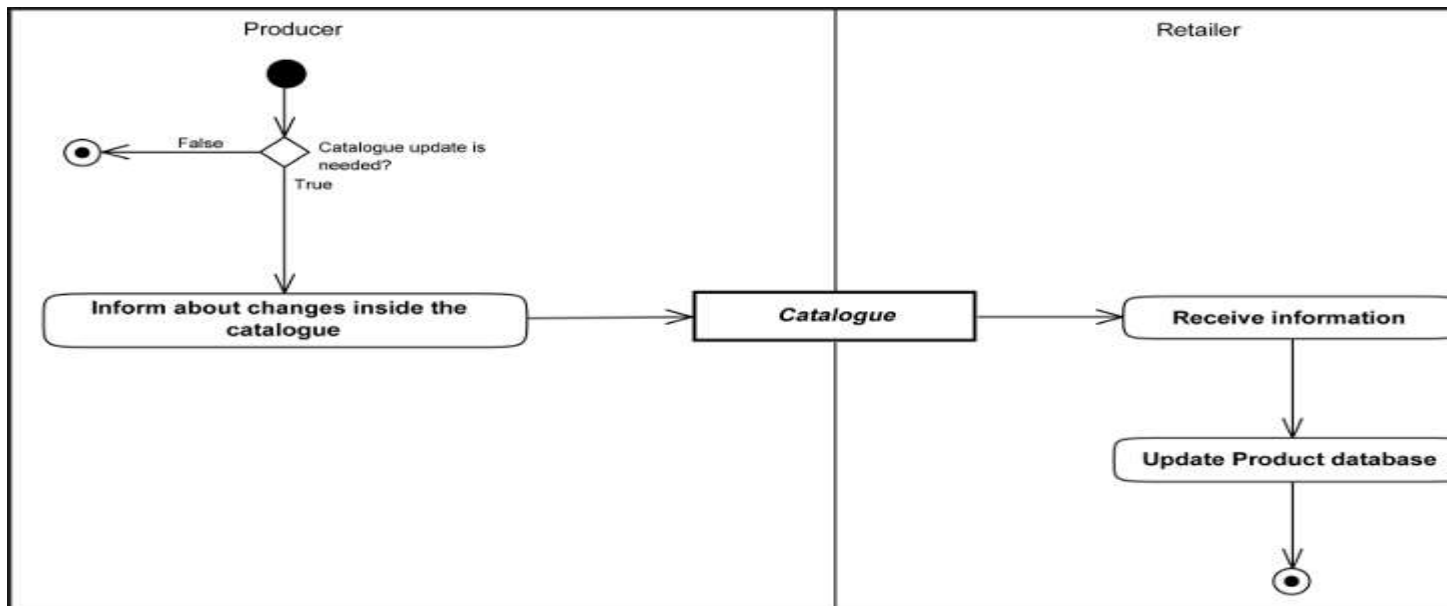 Producer
Retailer
False
Catalogue update is
needed?
True
Inform about changes inside the
catalogue
Catalogue
Receive information
Update Product database